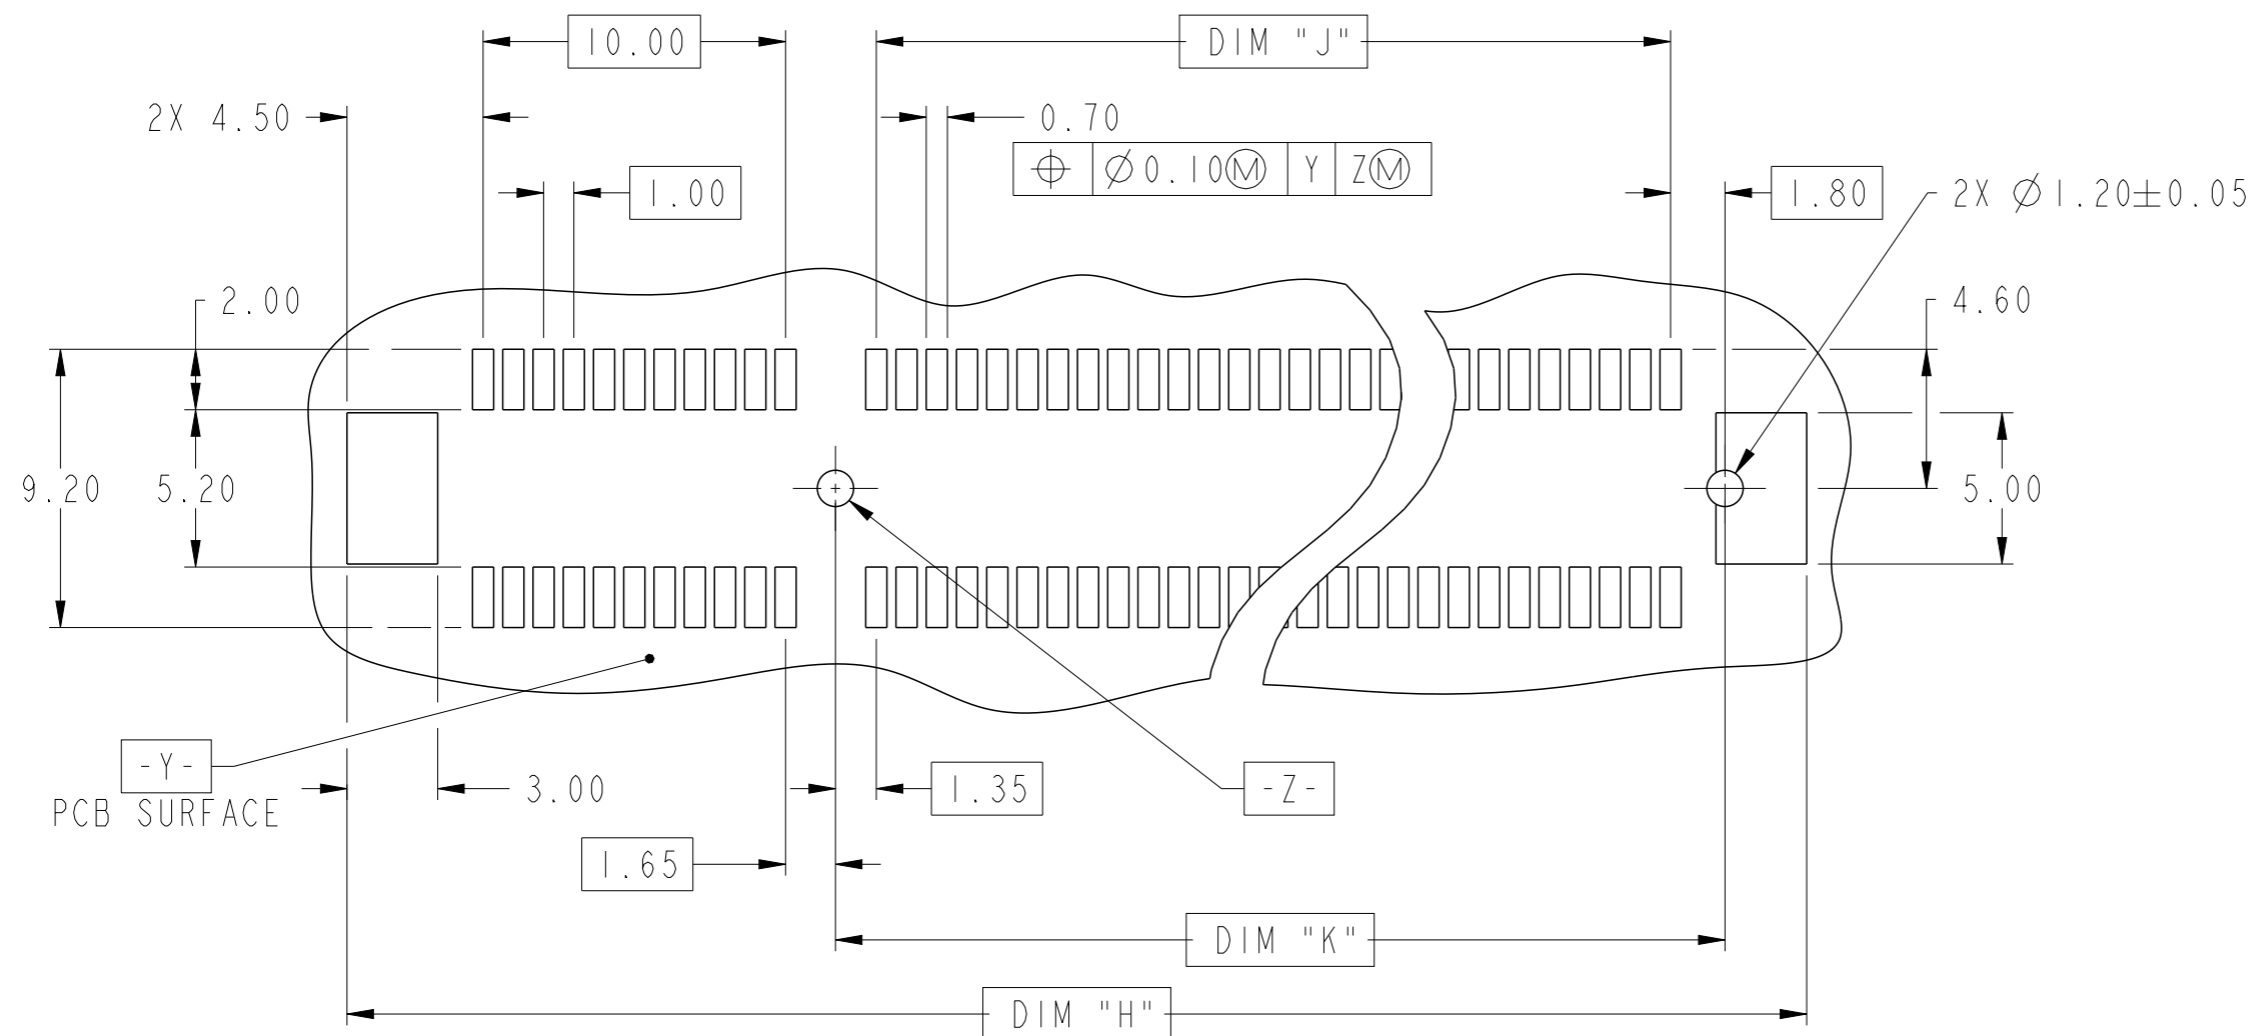 10.00
DIM "J"
2X 4.50
0.70
⌖ ∅0.10Ⓜ Y ZⓂ
1.00
1.80
2X ∅1.20±0.05
2.00
4.60
9.20
5.20
5.00
-Y-
PCB SURFACE
3.00
1.35
-Z-
1.65
DIM "K"
DIM "H"